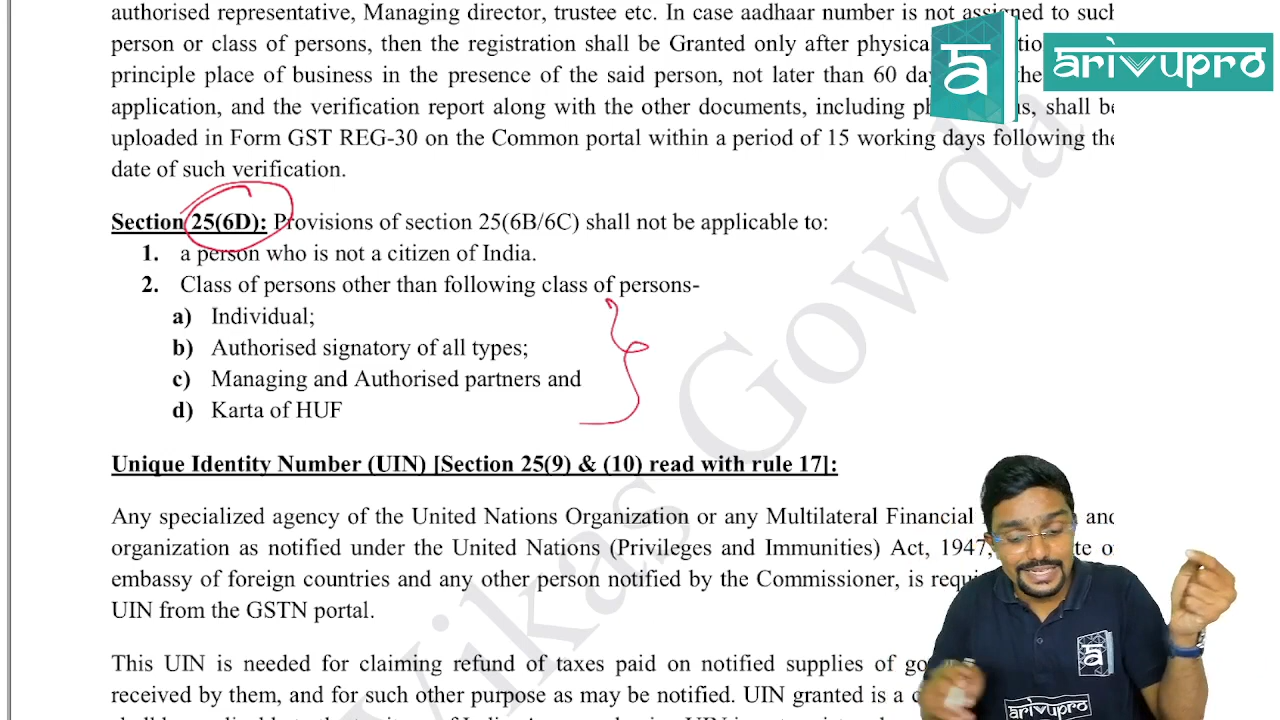 authorised representative, Managing director, trustee etc. In case aadhaar number is not assigned to such
person or class of persons, then the registration shall be Granted only after physical
principle place of business in the presence of the said person, not later than 60
application, and the verification report along with the other documents, including shall be
uploaded in Form GST REG-30 on the Common portal within a period of 15 working days following the
date of such verification.
arivupro
Section 25(6D): Provisions of section 25(6B/6C) shall not be applicable to:
1. a person who is not a citizen of India.
2. Class of persons other than following class of persons-
a) Individual;
b) Authorised signatory of all types;
c) Managing and Authorised partners and
d) Karta of HUF
Unique Identity Number (UIN) [Section 25(9) & (10) read with rule 17]:
Any specialized agency of the United Nations Organization or any Multilateral Financial and
organization as notified under the United Nations (Privileges and Immunities) Act, 1947,
embassy of foreign countries and any other person notified by the Commissioner, is
UIN from the GSTN portal.
This UIN is needed for claiming refund of taxes paid on notified supplies of
received by them, and for such other purpose as may be notified. UIN granted is a
Vikas Gowda
arivupro